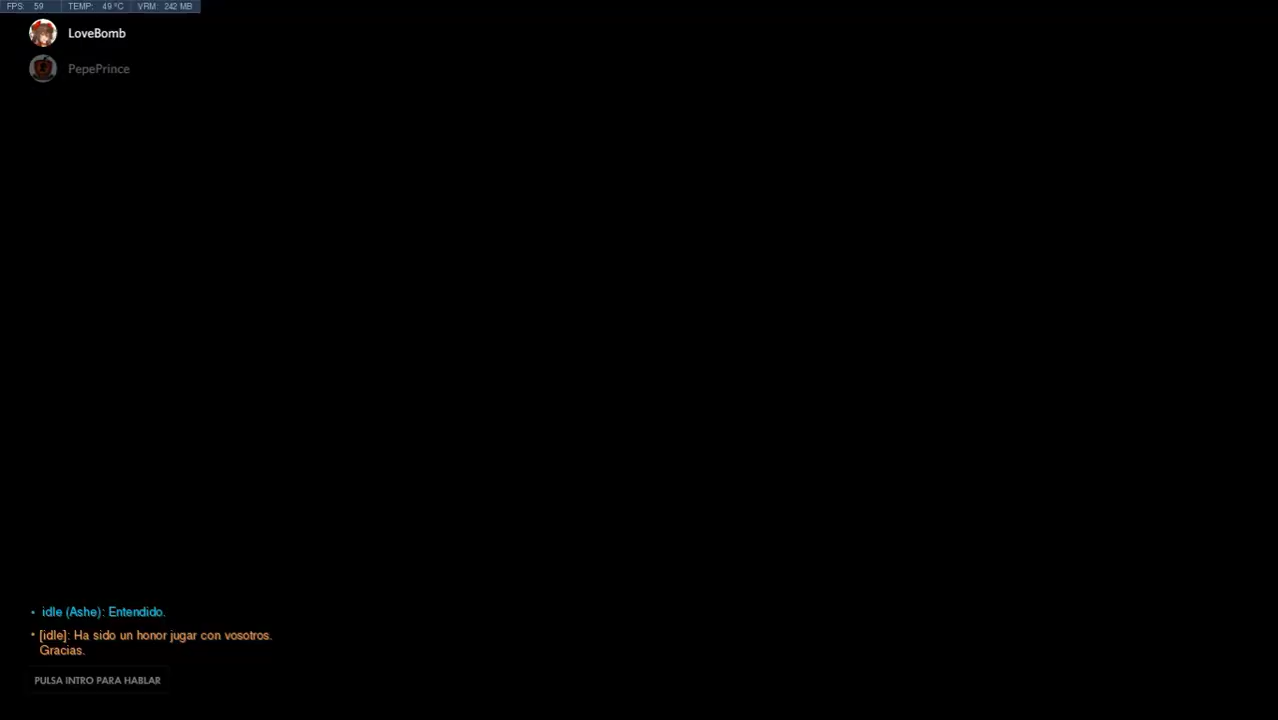 FPS: 59 TEMP: 49 ºC VRM: 242 MB
LoveBomb
PepePrince
• idle (Ashe): Entendido.
• [idle]: Ha sido un honor jugar con vosotros.
Gracias.
PULSA INTRO PARA HABLAR